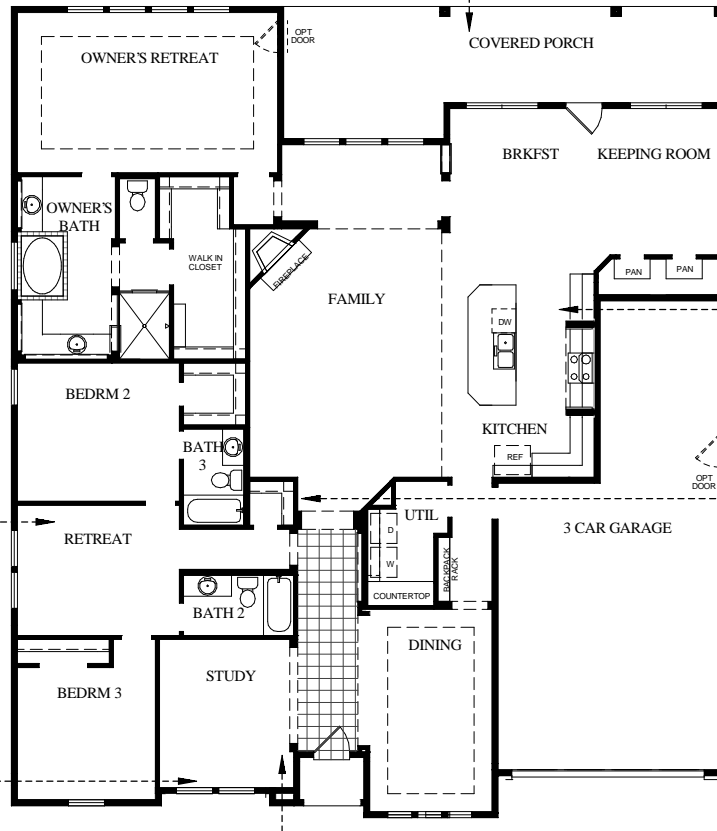 OPT
DOOR
OWNER'S RETREAT
COVERED PORCH
BRKFST
KEEPING ROOM
OWNER'S
BATH
WALK IN
CLOSET
FIREPLACE
PAN
PAN
FAMILY
DW
BEDRM 2
KITCHEN
BATH
3
REF
OPT
DOOR
UTIL
RETREAT
D
3 CAR GARAGE
W
BACKPACK
RACK
COUNTERTOP
BATH 2
DINING
STUDY
BEDRM 3